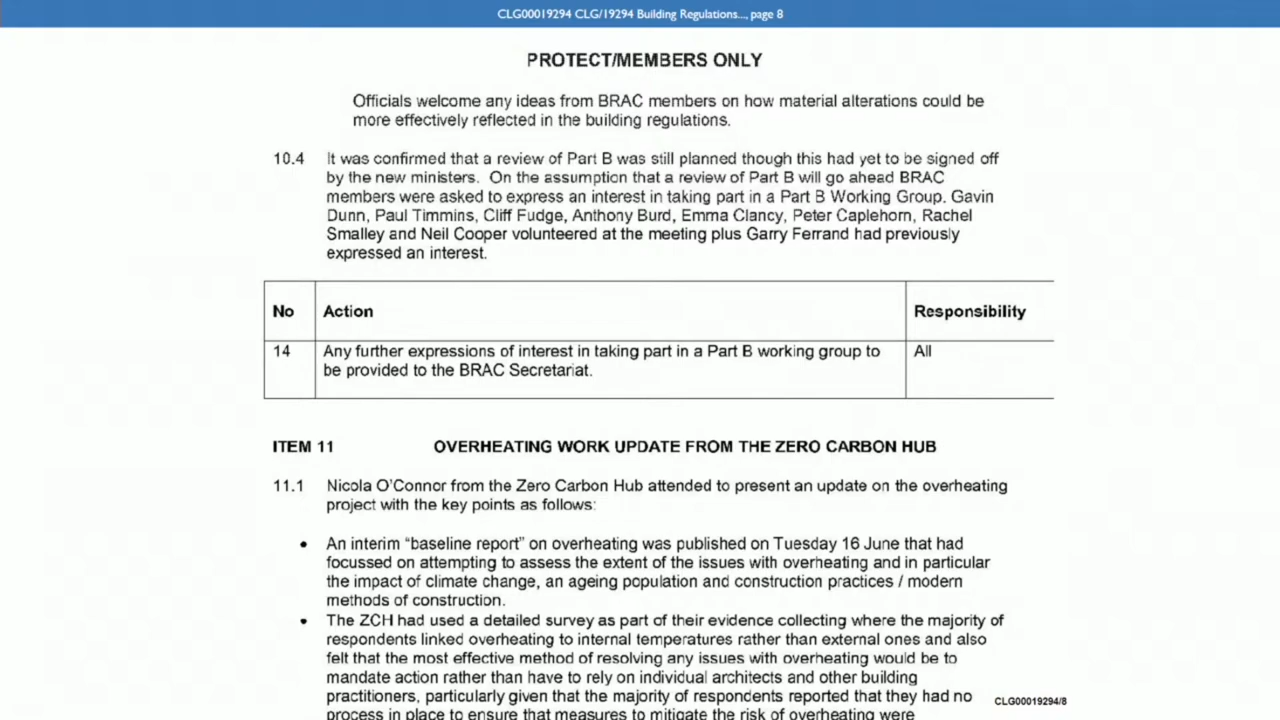 CLG00019294 CLG/19294 Building Regulations..., page 8
PROTECT/MEMBERS ONLY
Officials welcome any ideas from BRAC members on how material alterations could be
more effectively reflected in the building regulations.
10.4 It was confirmed that a review of Part B was still planned though this had yet to be signed off
by the new ministers. On the assumption that a review of Part B will go ahead BRAC
members were asked to express an interest in taking part in a Part B Working Group. Gavin
Dunn, Paul Timmins, Cliff Fudge, Anthony Burd, Emma Clancy, Peter Caplehorn, Rachel
Smalley and Neil Cooper volunteered at the meeting plus Garry Ferrand had previously
expressed an interest.
No Action Responsibility
14 Any further expressions of interest in taking part in a Part B working group to All
be provided to the BRAC Secretariat.
ITEM 11 OVERHEATING WORK UPDATE FROM THE ZERO CARBON HUB
11.1 Nicola O'Connor from the Zero Carbon Hub attended to present an update on the overheating
project with the key points as follows:
• An interim "baseline report" on overheating was published on Tuesday 16 June that had
focussed on attempting to assess the extent of the issues with overheating and in particular
the impact of climate change, an ageing population and construction practices / modern
methods of construction.
• The ZCH had used a detailed survey as part of their evidence collecting where the majority of
respondents linked overheating to internal temperatures rather than external ones and also
felt that the most effective method of resolving any issues with overheating would be to
mandate action rather than have to rely on individual architects and other building
practitioners, particularly given that the majority of respondents reported that they had no
process in place to ensure that measures to mitigate the risk of overheating were
CLG00019294/8